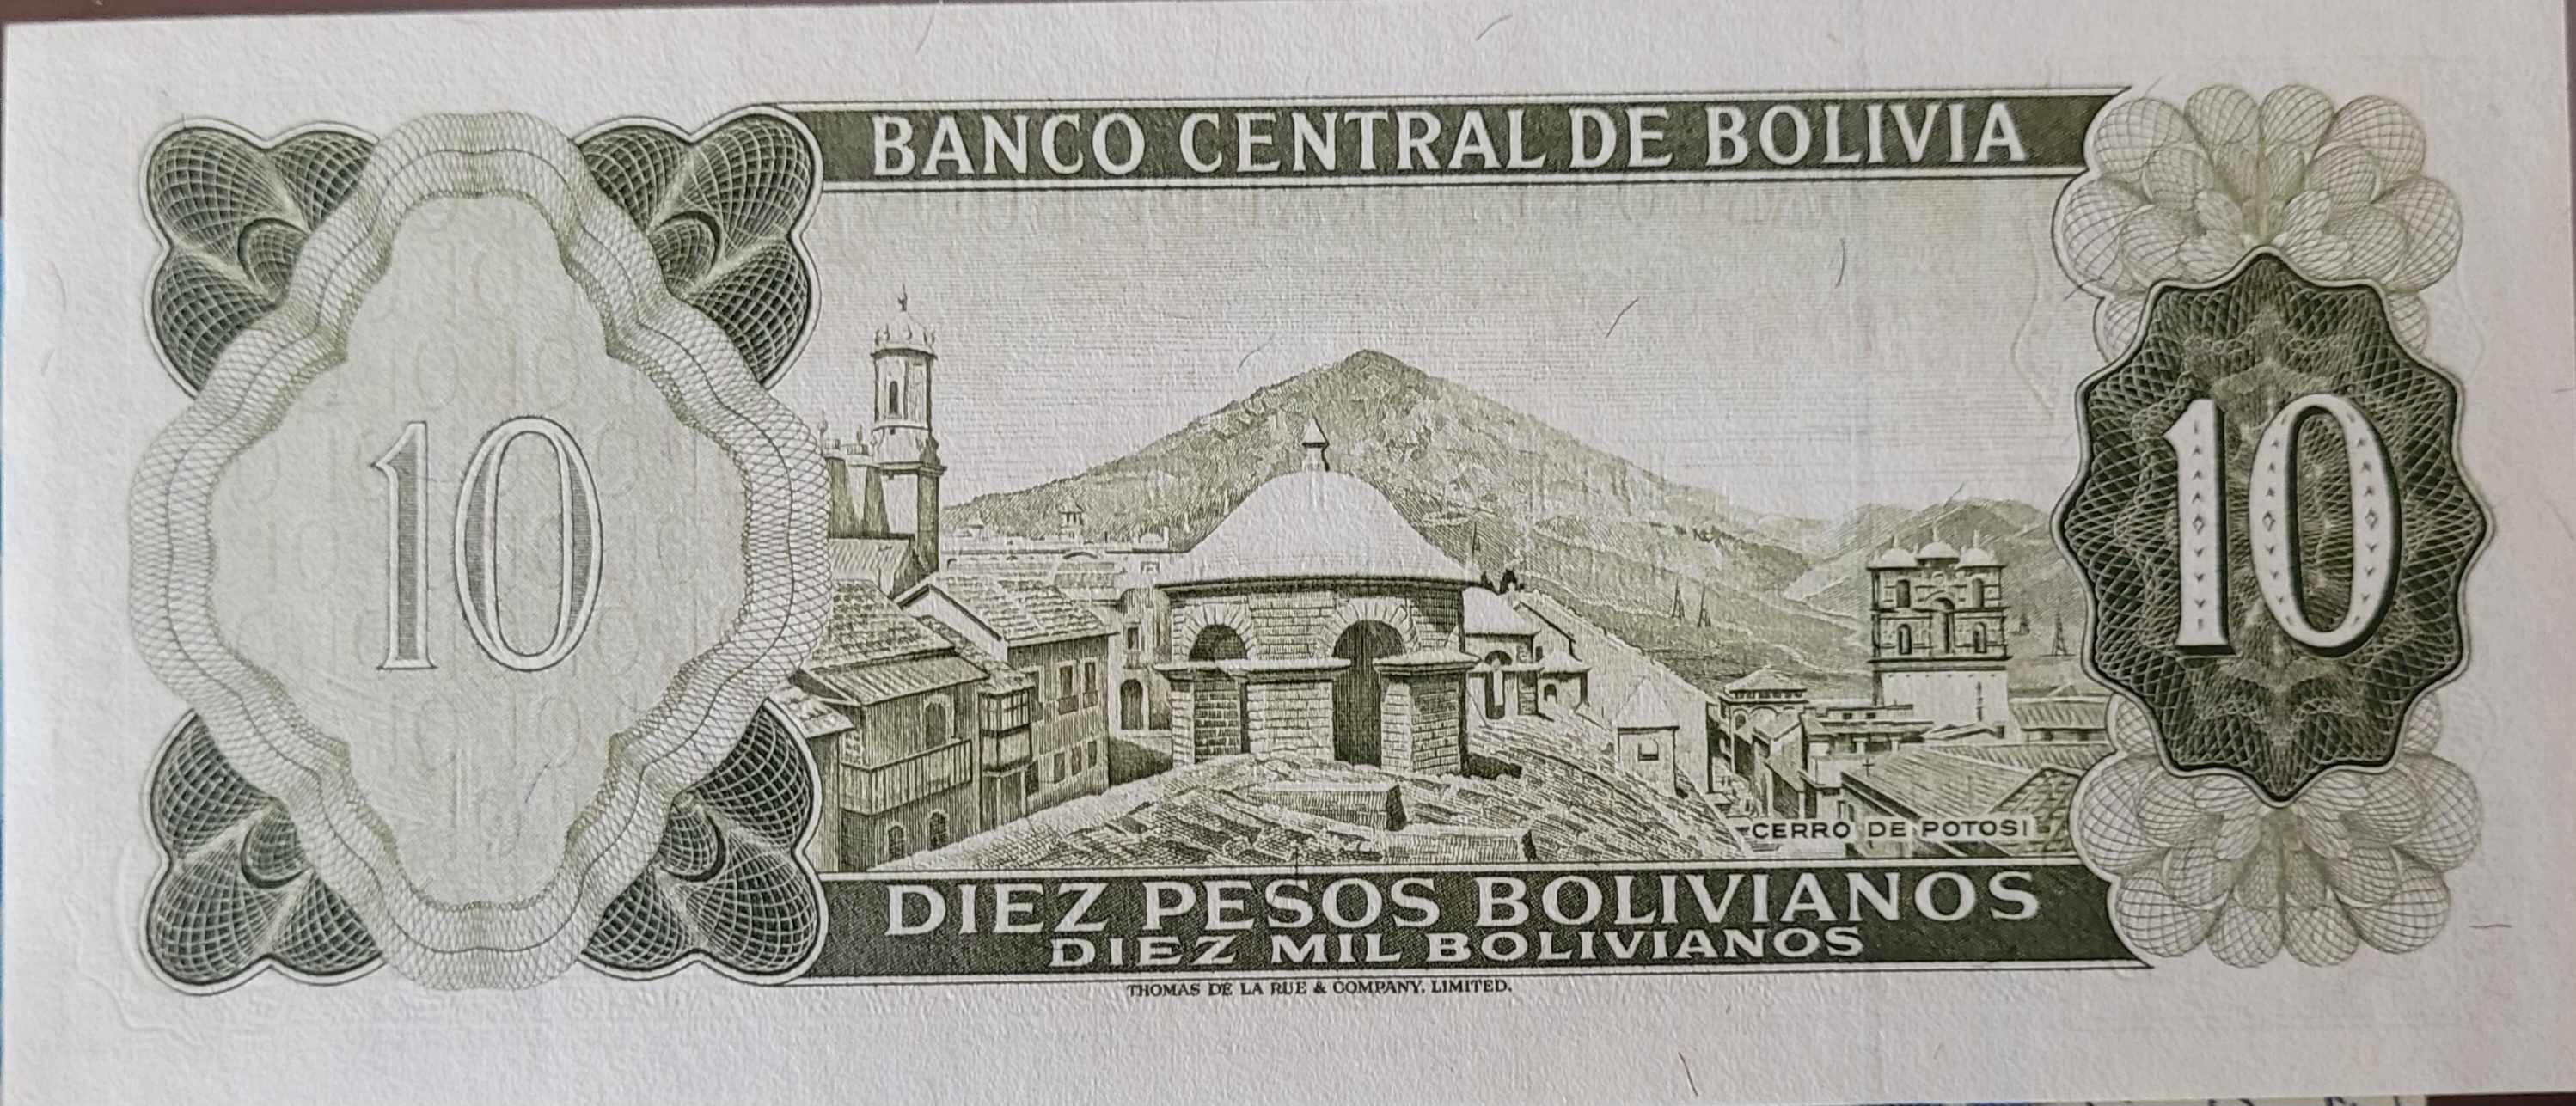 BANCO CENTRAL DE BOLIVIA
10
10
CERRO DE POTOSI
DIEZ PESOS BOLIVIANOS
DIEZ MIL BOLIVIANOS
THOMAS DE LA RUE & COMPANY, LIMITED.